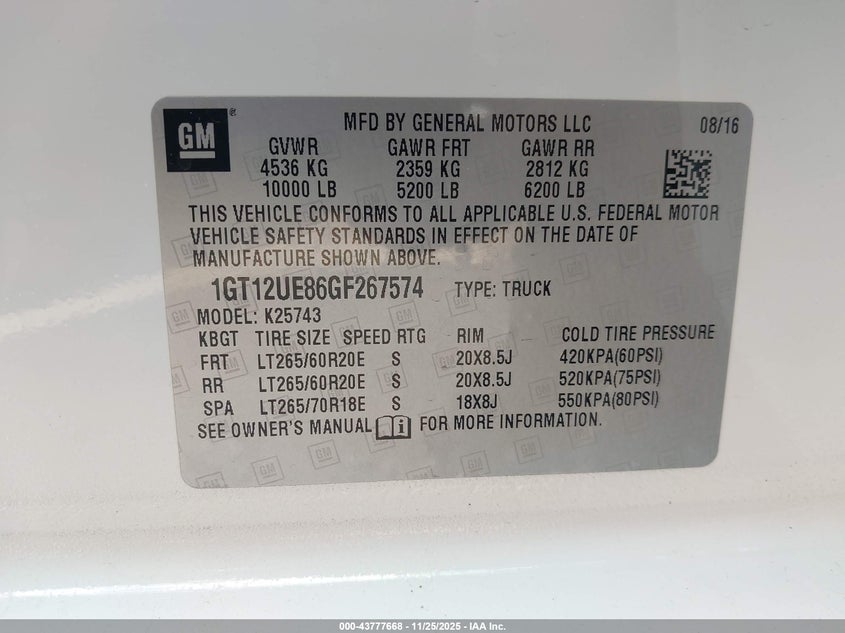 GM®
MFD BY GENERAL MOTORS LLC 08/16
GVWR GAWR FRT GAWR RR
4536 KG 2359 KG 2812 KG
10000 LB 5200 LB 6200 LB
THIS VEHICLE CONFORMS TO ALL APPLICABLE U.S. FEDERAL MOTOR
VEHICLE SAFETY STANDARDS IN EFFECT ON THE DATE OF
MANUFACTURE SHOWN ABOVE.
1GT12UE86GF267574 TYPE: TRUCK
MODEL: K25743
KBGT TIRE SIZE SPEED RTG RIM COLD TIRE PRESSURE
FRT LT265/60R20E S 20X8.5J 420KPA(60PSI)
RR LT265/60R20E S 20X8.5J 520KPA(75PSI)
SPA LT265/70R18E S 18X8J 550KPA(80PSI)
SEE OWNER'S MANUAL i FOR MORE INFORMATION.
000-43777668 - 11/25/2025 - IAA Inc.